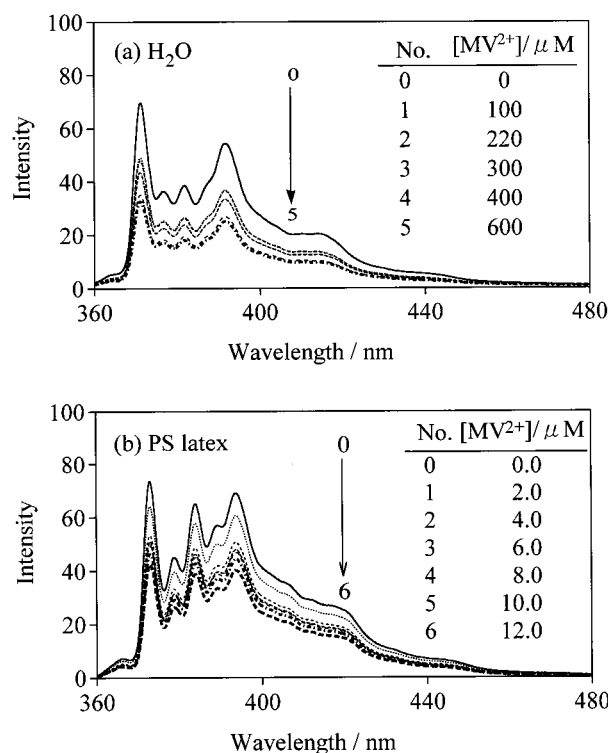 (a) H₂O
No. [MV²⁺]/ μM
0 0
1 100
2 220
3 300
4 400
5 600
0
5
Intensity
100
80
60
40
20
0
360 400 440 480
Wavelength / nm
(b) PS latex
No. [MV²⁺]/ μM
0 0.0
1 2.0
2 4.0
3 6.0
4 8.0
5 10.0
6 12.0
0
6
Intensity
100
80
60
40
20
0
360 400 440 480
Wavelength / nm